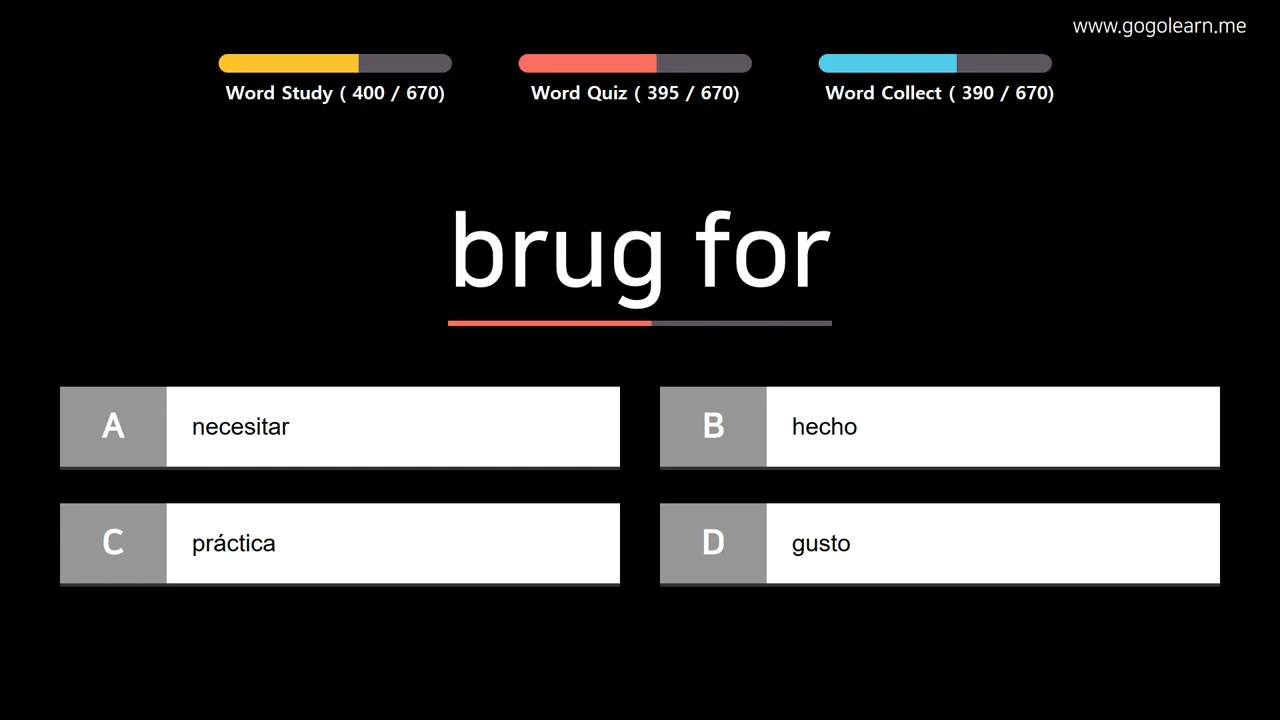 www.gogolearn.me
Word Study ( 400 / 670)
Word Quiz ( 395 / 670)
Word Collect ( 390 / 670)
brug for
A necesitar
B hecho
C práctica
D gusto